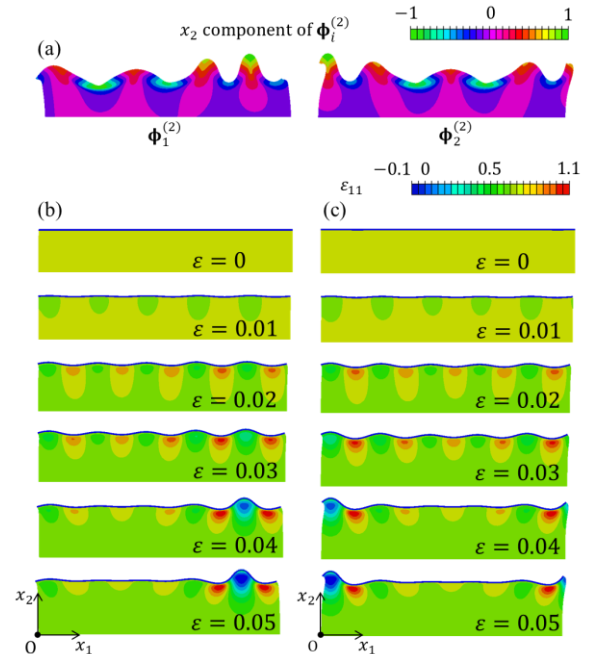 −1 0 1
x₂ component of ϕᵢ⁽²⁾
(a)
ϕ₁⁽²⁾ ϕ₂⁽²⁾
−0.1 0 0.5 1.1
ε₁₁
(b) (c)
ε = 0 ε = 0
ε = 0.01 ε = 0.01
ε = 0.02 ε = 0.02
ε = 0.03 ε = 0.03
ε = 0.04 ε = 0.04
x₂ x₂
ε = 0.05 ε = 0.05
O x₁ O x₁